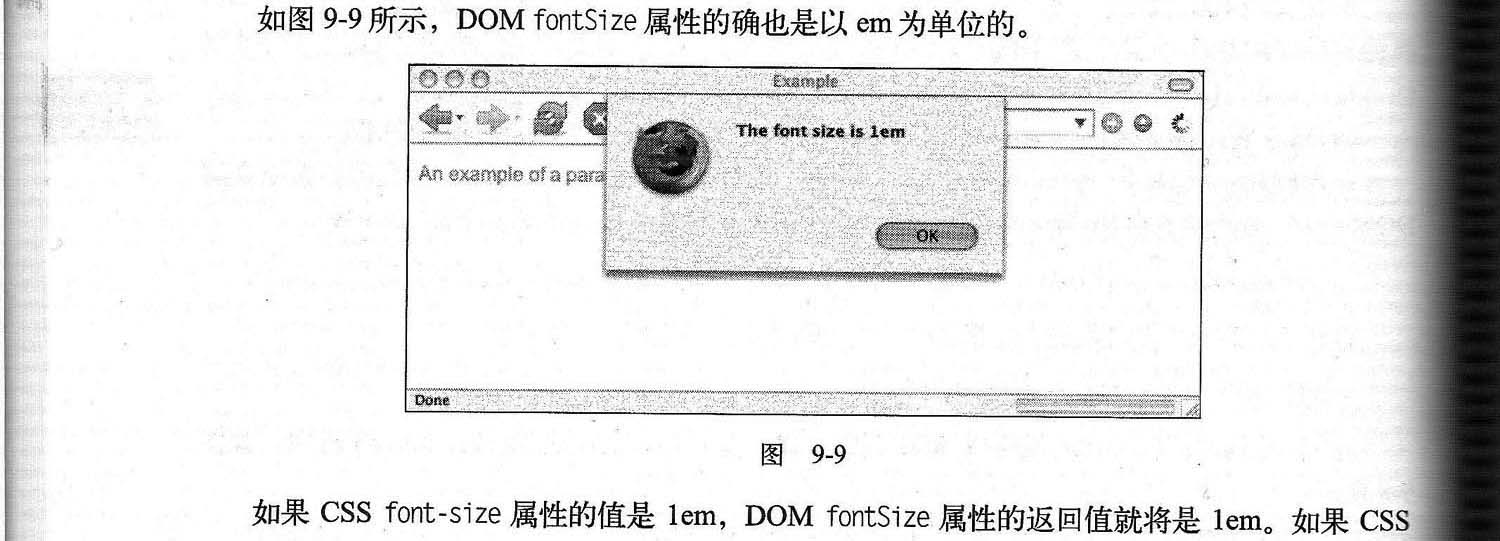 如图 9-9 所示，DOM fontSize 属性的确也是以 em 为单位的。
Example
The font size is 1em
An example of a para
OK
Done
图 9-9
如果 CSS font-size 属性的值是 1em，DOM fontSize 属性的返回值就将是 1em。如果 CSS